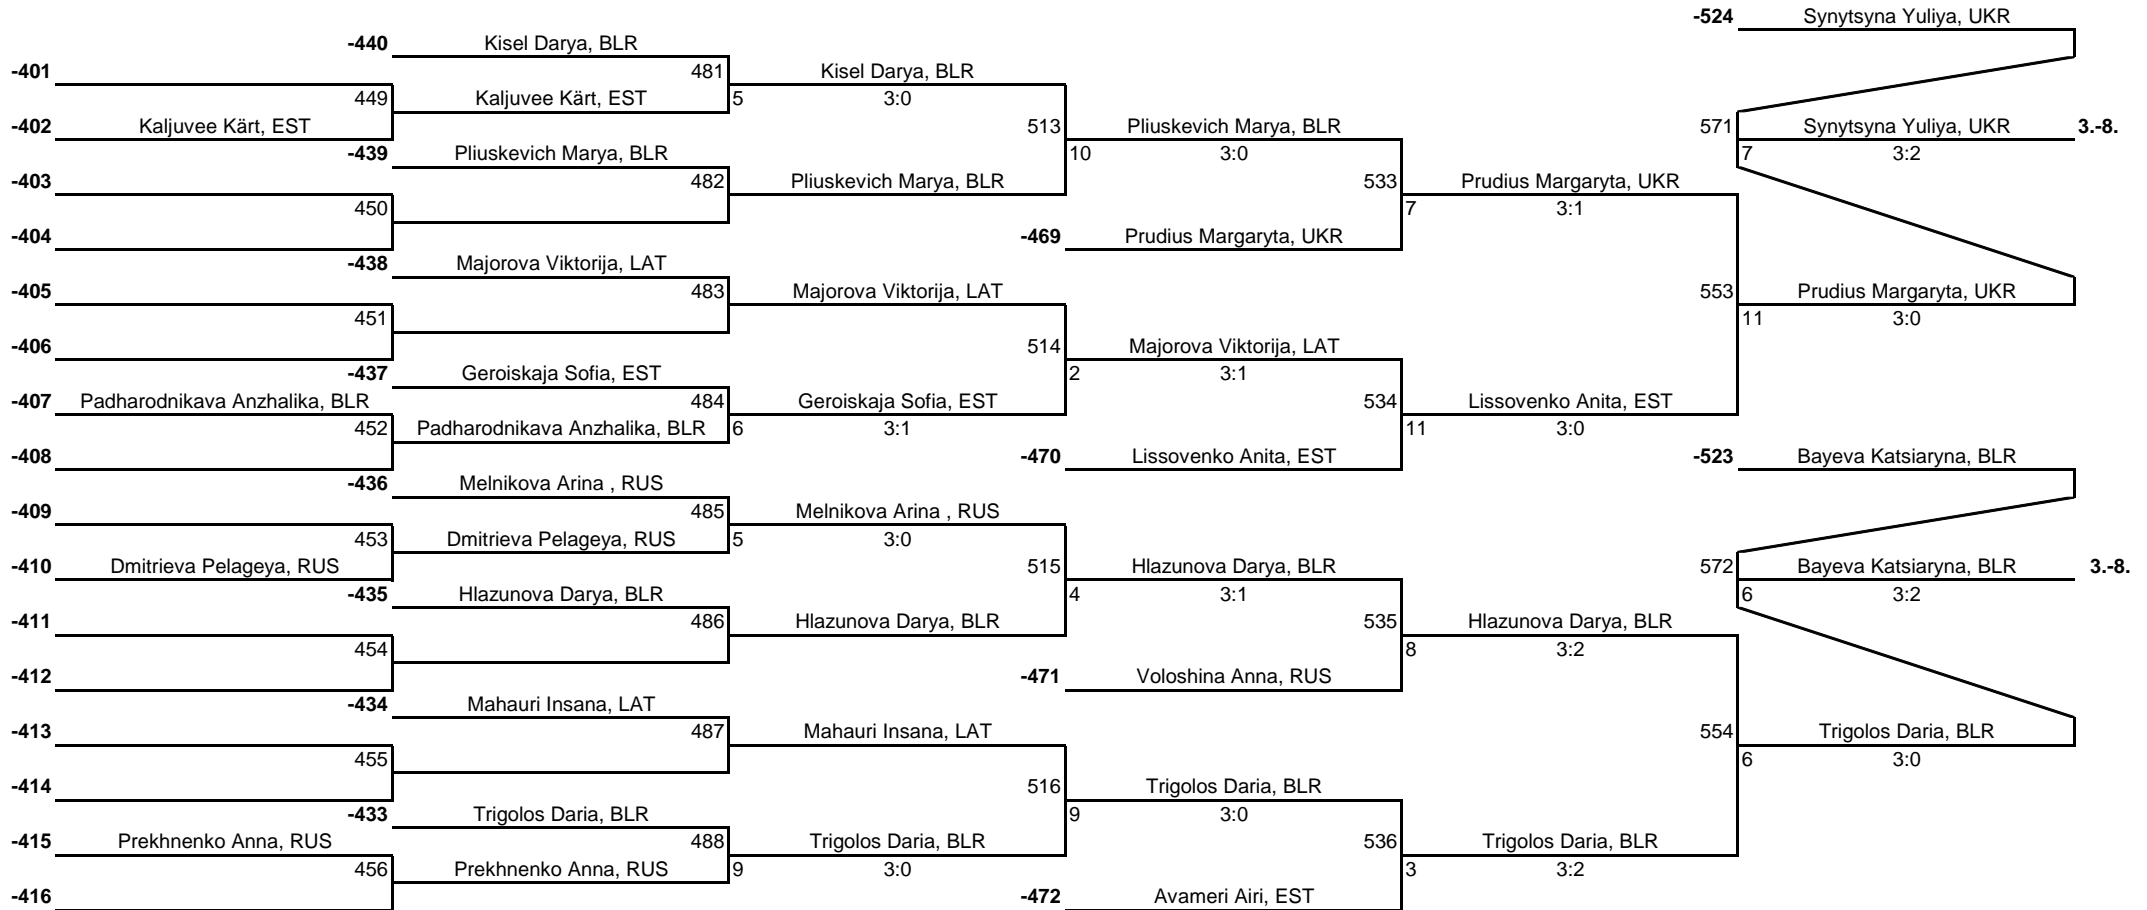 -524 Synytsyna Yuliya, UKR
-440 Kisel Darya, BLR
-401 481 Kisel Darya, BLR
449 Kaljuvee Kärt, EST 5 3:0
-402 Kaljuvee Kärt, EST 513 Pliuskevich Marya, BLR 571 Synytsyna Yuliya, UKR 3.-8.
-439 Pliuskevich Marya, BLR 10 3:0 7 3:2
-403 482 Pliuskevich Marya, BLR 533 Prudius Margaryta, UKR
450 7 3:1
-404 -469 Prudius Margaryta, UKR
-438 Majorova Viktorija, LAT
-405 483 Majorova Viktorija, LAT 553 Prudius Margaryta, UKR
451 11 3:0
-406 514 Majorova Viktorija, LAT
-437 Geroiskaja Sofia, EST 2 3:1
-407 Padharodnikava Anzhalika, BLR 484 Geroiskaja Sofia, EST 534 Lissovenko Anita, EST
452 Padharodnikava Anzhalika, BLR 6 3:1 11 3:0
-408 -470 Lissovenko Anita, EST -523 Bayeva Katsiaryna, BLR
-436 Melnikova Arina , RUS
-409 485 Melnikova Arina , RUS
453 Dmitrieva Pelageya, RUS 5 3:0
-410 Dmitrieva Pelageya, RUS 515 Hlazunova Darya, BLR 572 Bayeva Katsiaryna, BLR 3.-8.
-435 Hlazunova Darya, BLR 4 3:1 6 3:2
-411 486 Hlazunova Darya, BLR 535 Hlazunova Darya, BLR
454 8 3:2
-412 -471 Voloshina Anna, RUS
-434 Mahauri Insana, LAT
-413 487 Mahauri Insana, LAT 554 Trigolos Daria, BLR
455 6 3:0
-414 516 Trigolos Daria, BLR
-433 Trigolos Daria, BLR 9 3:0
-415 Prekhnenko Anna, RUS 488 Trigolos Daria, BLR 536 Trigolos Daria, BLR
456 Prekhnenko Anna, RUS 9 3:0 3 3:2
-416 -472 Avameri Airi, EST